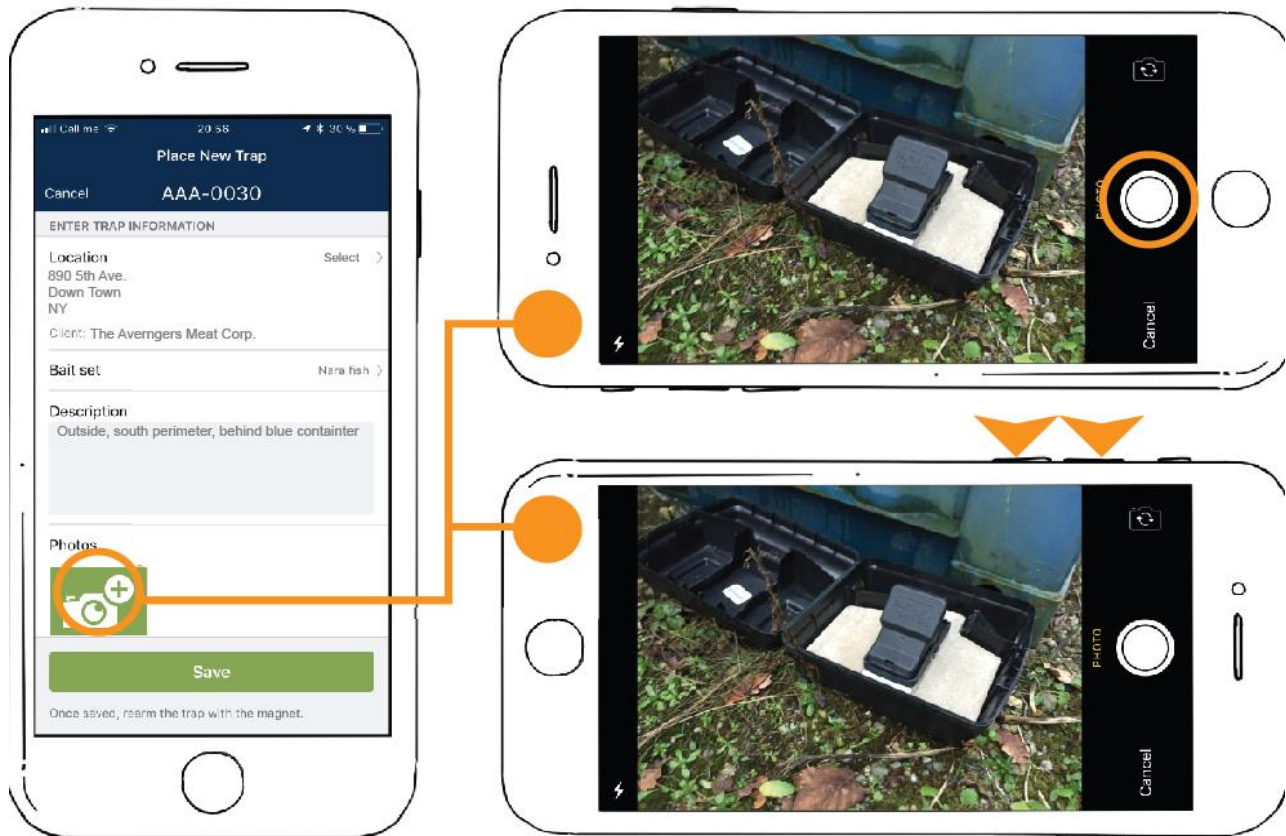 Call me
20:56
30 %
Place New Trap
Cancel
AAA-0030
ENTER TRAP INFORMATION
Location
Select
890 5th Ave.
Down Town
NY
Client: The Averngers Meat Corp.
Bait set
Nara fish
Description
Outside, south perimeter, behind blue containter
Photos
Save
Once saved, rearm the trap with the magnet.
PHOTO
Cancel
PHOTO
Cancel